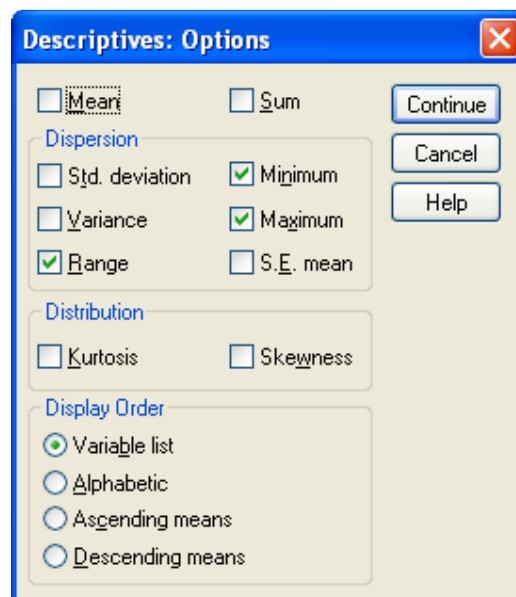 Descriptives: Options
Mean Sum Continue
Dispersion Cancel
Std. deviation Minimum
Variance Maximum Help
Range S.E. mean
Distribution
Kurtosis Skewness
Display Order
Variable list
Alphabetic
Ascending means
Descending means